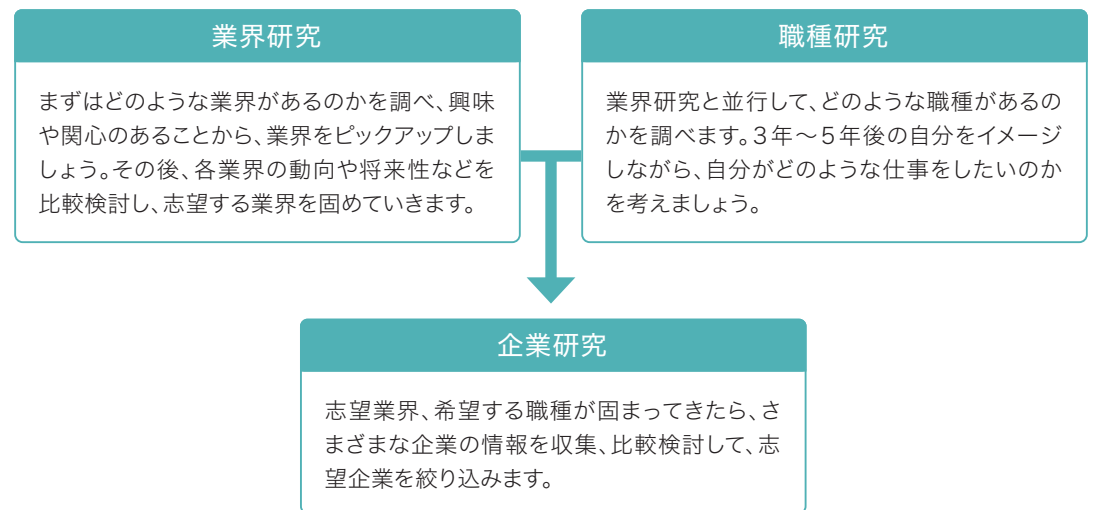 業界研究
まずはどのような業界があるのかを調べ、興味
や関心のあることから、業界をピックアップしま
しょう。その後、各業界の動向や将来性などを
比較検討し、志望する業界を固めていきます。
職種研究
業界研究と並行して、どのような職種があるの
かを調べます。3年～5年後の自分をイメージ
しながら、自分がどのような仕事をしたいのか
を考えましょう。
企業研究
志望業界、希望する職種が固まってきたら、さ
まざまな企業の情報を収集、比較検討して、志
望企業を絞り込みます。